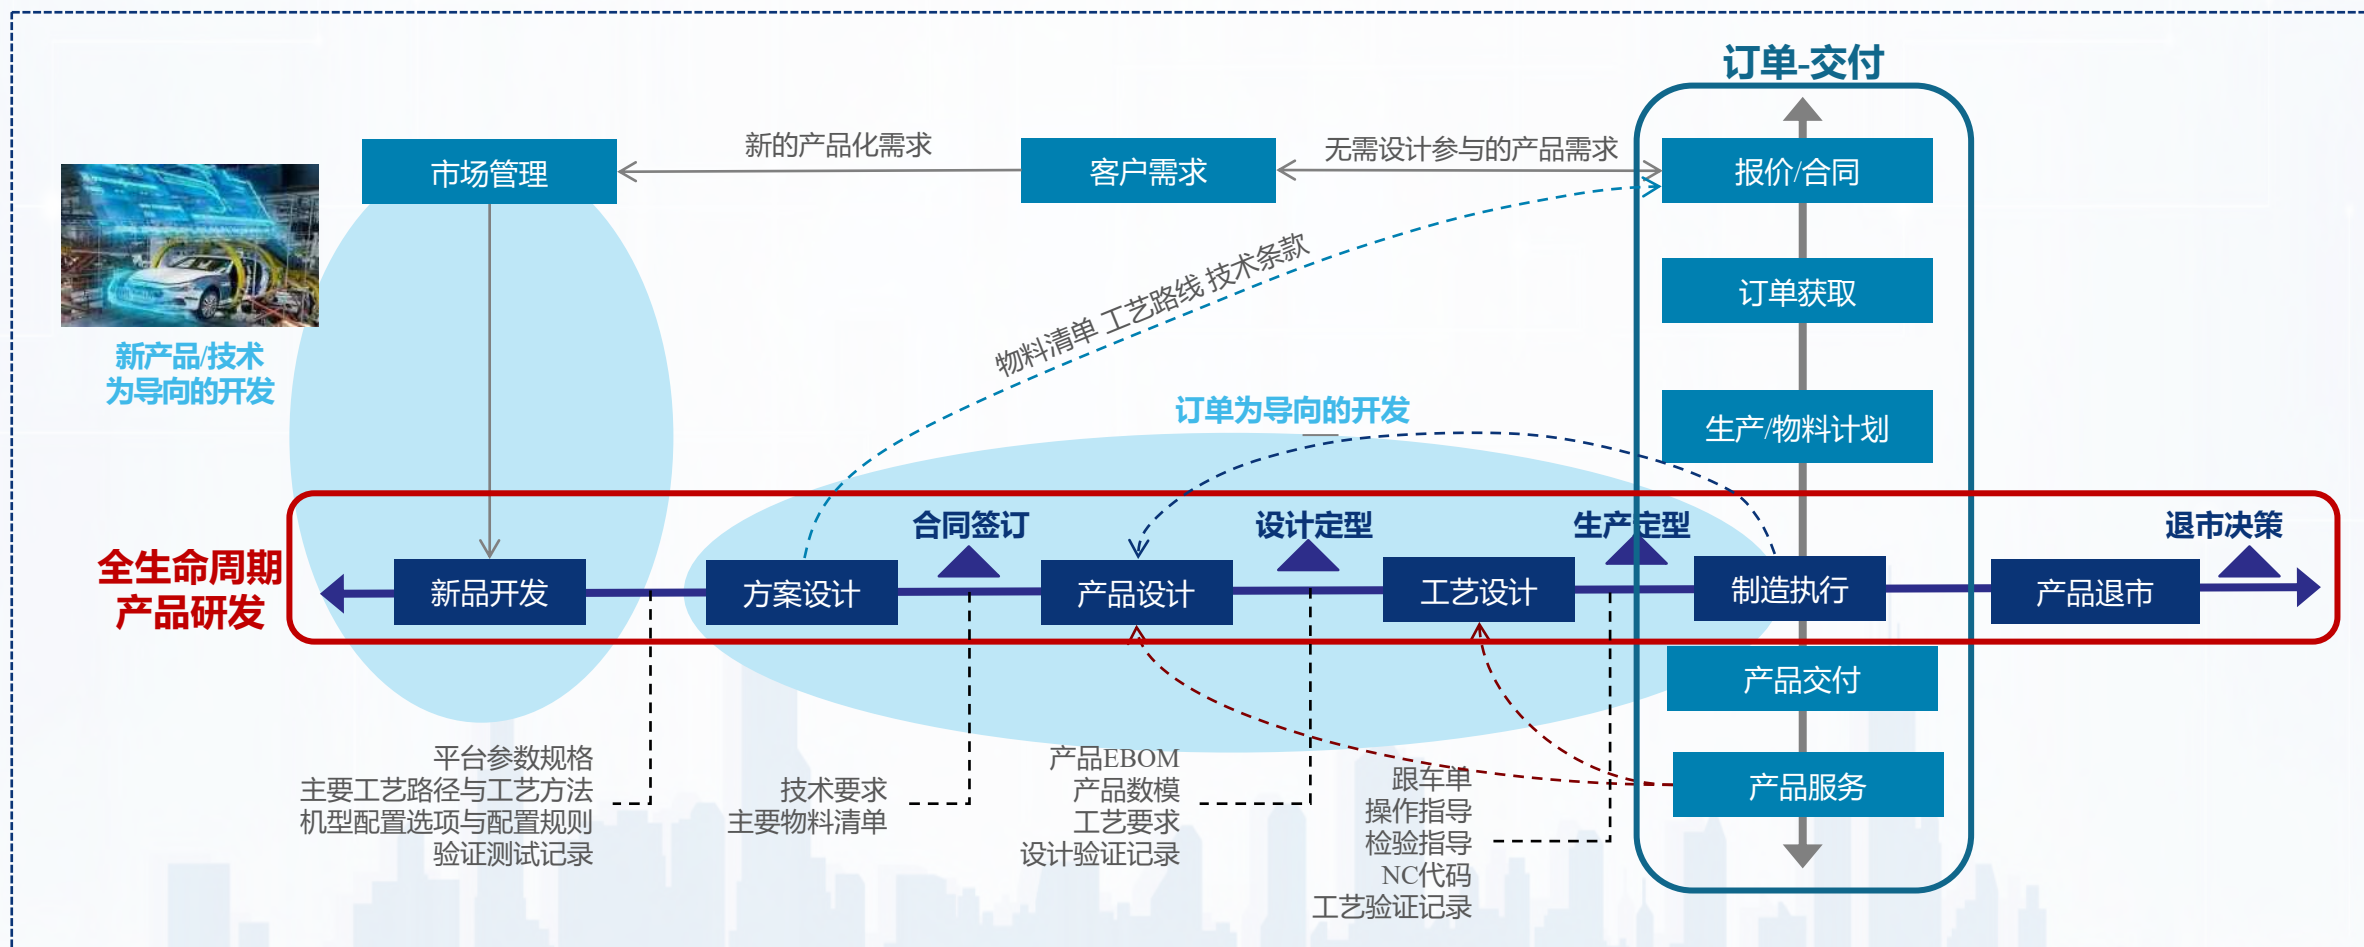 订单-交付
市场管理
新的产品化需求
客户需求
无需设计参与的产品需求
报价/合同
物料清单 工艺路线 技术条款
订单获取
新产品/技术
为导向的开发
订单为导向的开发
生产/物料计划
合同签订
设计定型
生产定型
退市决策
全生命周期
产品研发
新品开发
方案设计
产品设计
工艺设计
制造执行
产品退市
产品交付
产品服务
平台参数规格
主要工艺路径与工艺方法
机型配置选项与配置规则
验证测试记录
技术要求
主要物料清单
产品EBOM
产品数模
工艺要求
设计验证记录
跟车单
操作指导
检验指导
NC代码
工艺验证记录